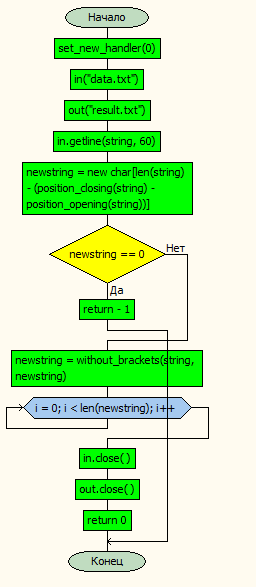 Начало
set_new_handler(0)
in("data.txt")
out("result.txt")
in.getline(string, 60)
newstring = new char[len(string)
- (position_closing(string) -
position_opening(string))]
newstring == 0
Нет
Да
return - 1
newstring = without_brackets(string,
newstring)
i = 0; i < len(newstring); i++
in.close( )
out.close( )
return 0
Конец